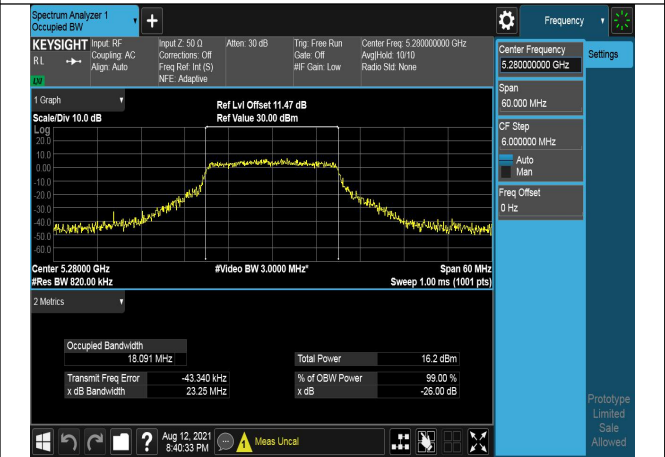 Spectrum Analyzer 1
Occupied BW
+
Frequency
KEYSIGHT
RL
LW
Input: RF
Coupling: AC
Align: Auto
Input Z: 50 Ω
Corrections: Off
Freq Ref: Int (S)
NFE: Adaptive
Atten: 30 dB
Trig: Free Run
Gate: Off
#IF Gain: Low
Center Freq: 5.280000000 GHz
Avg|Hold: 10/10
Radio Std: None
Center Frequency
5.280000000 GHz
Settings
Span
60.000 MHz
CF Step
6.000000 MHz
Auto
Man
Freq Offset
0 Hz
1 Graph
Scale/Div 10.0 dB
Ref Lvl Offset 11.47 dB
Ref Value 30.00 dBm
Log
20.0
10.0
0.00
-10.0
-20.0
-30.0
-40.0
-50.0
-60.0
Center 5.28000 GHz
#Video BW 3.0000 MHz*
Span 60 MHz
#Res BW 820.00 kHz
Sweep 1.00 ms (1001 pts)
2 Metrics
Occupied Bandwidth
18.091 MHz
Total Power 16.2 dBm
Transmit Freq Error -43.340 kHz
% of OBW Power 99.00 %
x dB Bandwidth 23.25 MHz
x dB -26.00 dB
Prototype
Limited
Sale
Allowed
?
Aug 12, 2021
8:40:33 PM
Meas Uncal